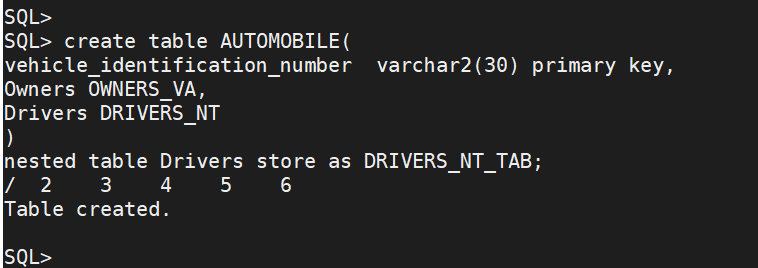 SQL>
SQL> create table AUTOMOBILE(
vehicle_identification_number  varchar2(30) primary key,
Owners OWNERS_VA,
Drivers DRIVERS_NT
)
nested table Drivers store as DRIVERS_NT_TAB;
/  2    3    4    5    6
Table created.
SQL>